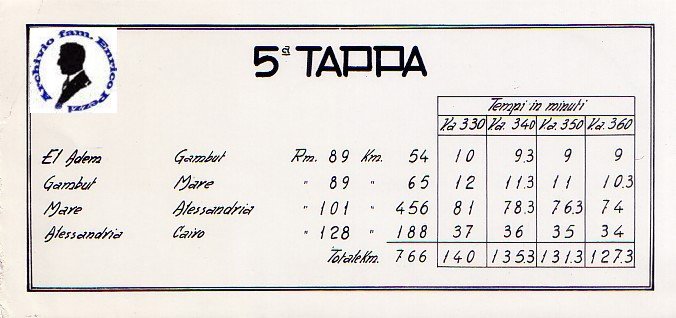 Archivio fam. Enrico Pezzi
5ª TAPPA
Tempi in minuti
Va 330 Va. 340 Va. 350 Va. 360
El Adem Gambut Rm. 89 Km. 54 10 9.3 9 9
Gambut Mare " 89 " 65 12 11.3 11 10.3
Mare Alessandria " 101 " 456 81 78.3 76.3 74
Alessandria Cairo " 128 " 188 37 36 35 34
Totale Km. 766 140 135.3 131.3 127.3